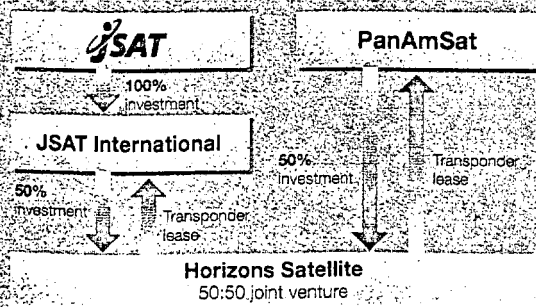 JSAT
PanAmSat
100%
investment
JSAT International
50%
investment
Transponder
lease
50%
investment
Transponder
lease
Horizons Satellite
50:50 joint venture